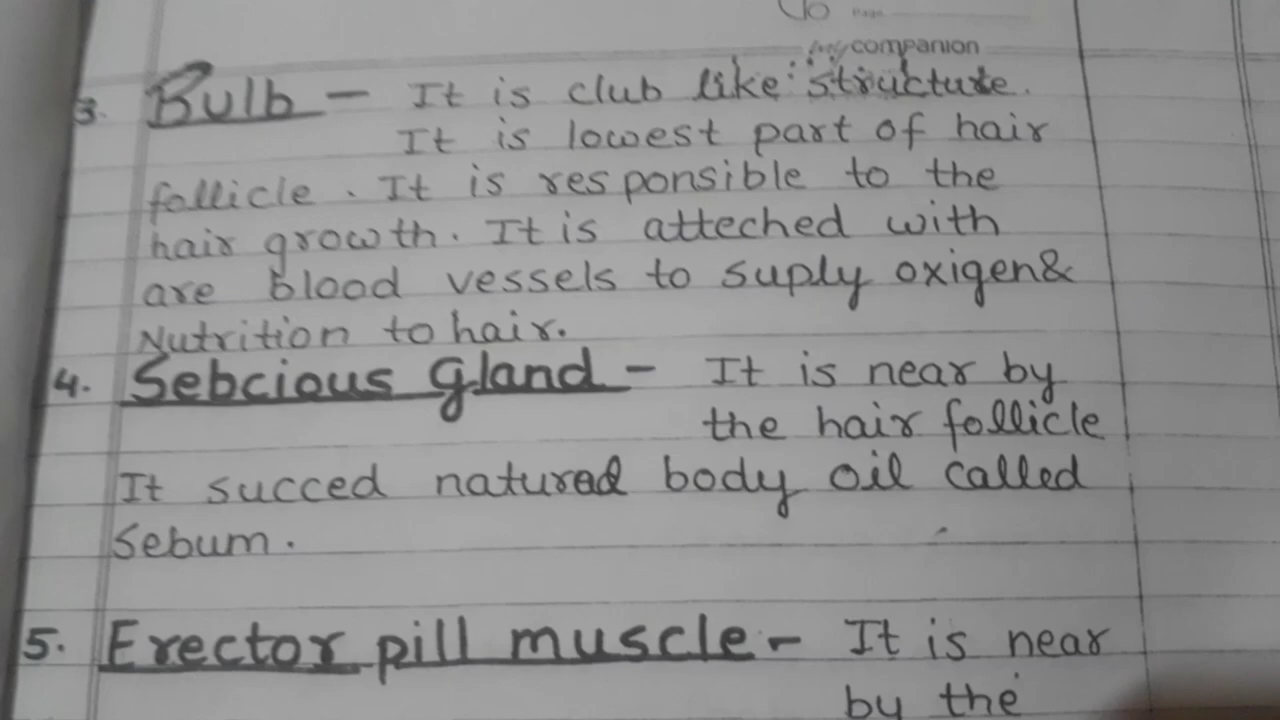 Page
my companion
3. Bulb - It is club like structure.
It is lowest part of hair
follicle. It is responsible to the
hair growth. It is atteched with
are blood vessels to suply oxigen&
Nutrition to hair.
4. Sebcious gland - It is near by
the hair follicle
It succed natured body oil called
Sebum.
5. Erector pill muscle - It is near
by the